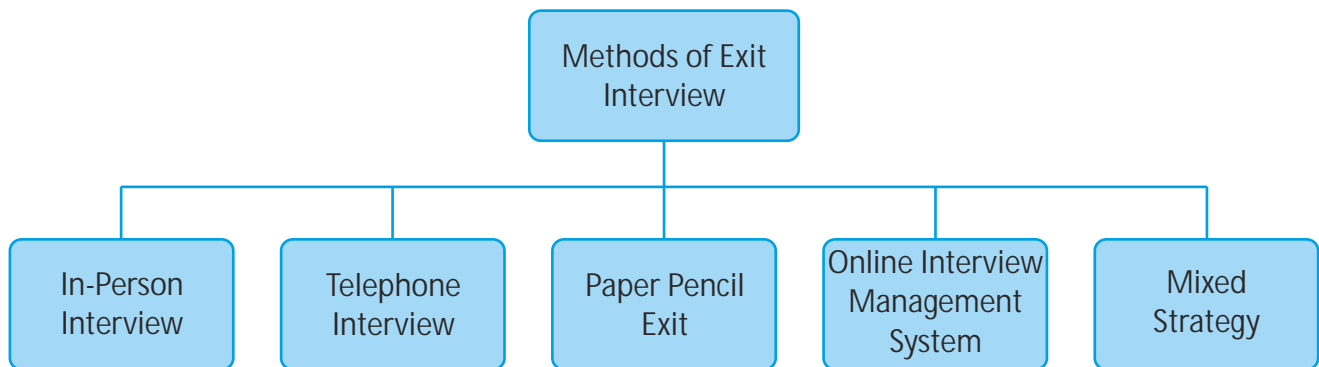 Methods of Exit
Interview
In-Person
Interview
Telephone
Interview
Paper Pencil
Exit
Online Interview
Management
System
Mixed
Strategy